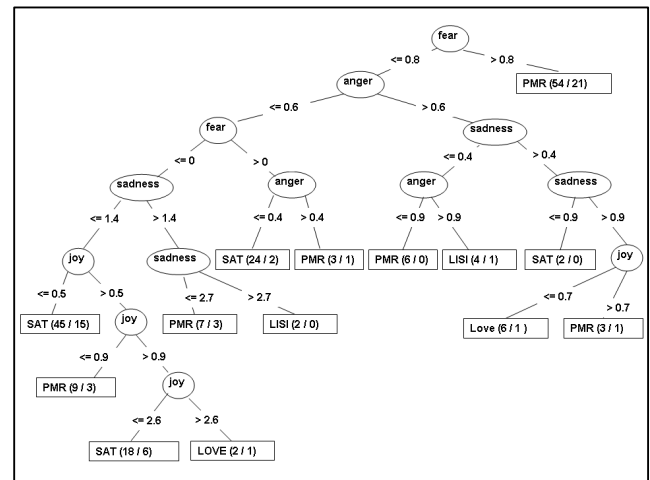 fear
<= 0.8 > 0.8
anger PMR (54 / 21)
<= 0.6 > 0.6
fear sadness
<= 0 > 0 <= 0.4 > 0.4
sadness anger anger sadness
<= 1.4 > 1.4 <= 0.4 > 0.4 <= 0.9 > 0.9 <= 0.9 > 0.9
joy sadness SAT (24 / 2) PMR (3 / 1) PMR (6 / 0) LISI (4 / 1) SAT (2 / 0) joy
<= 0.5 > 0.5 <= 2.7 > 2.7 <= 0.7 > 0.7
SAT (45 / 15) joy PMR (7 / 3) LISI (2 / 0) Love (6 / 1 ) PMR (3 / 1)
<= 0.9 > 0.9
PMR (9 / 3) joy
<= 2.6 > 2.6
SAT (18 / 6) LOVE (2 / 1)